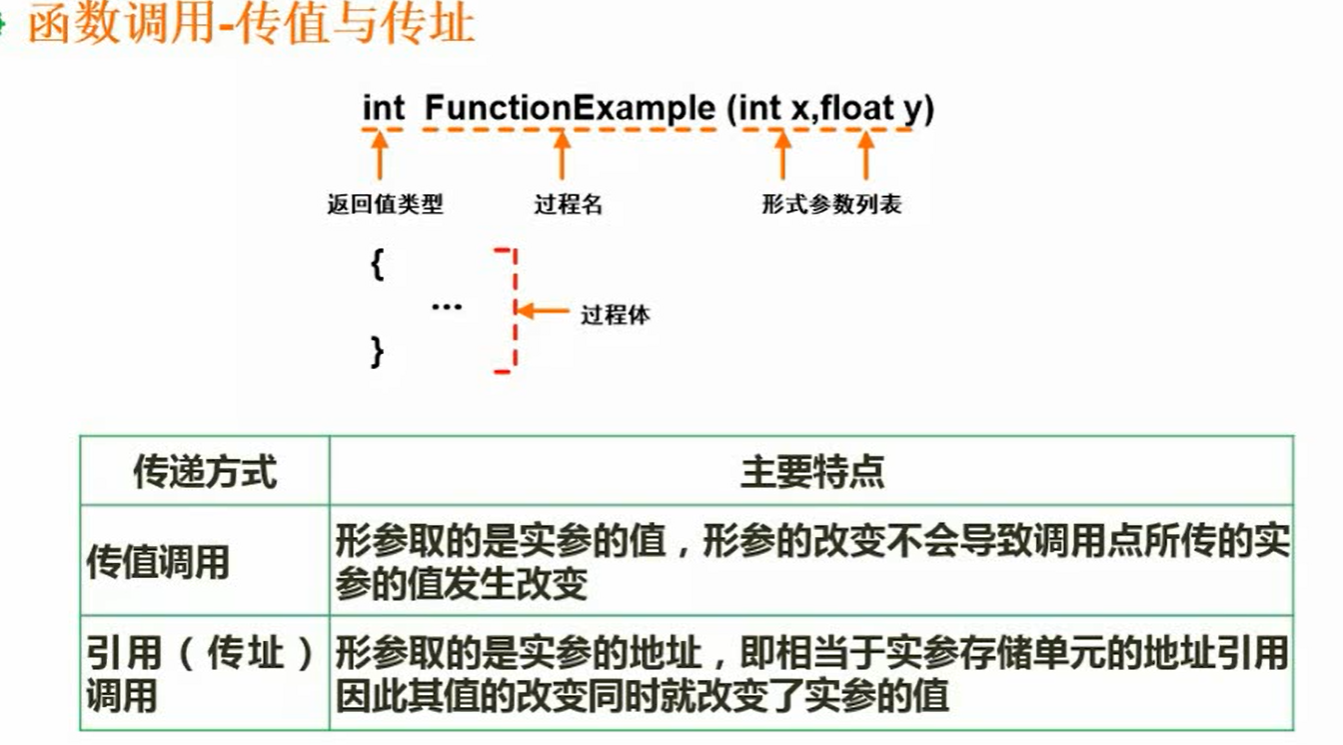 函数调用-传值与传址
int FunctionExample (int x,float y)
返回值类型 过程名 形式参数列表
{
...
过程体
}
传递方式 主要特点
传值调用
形参取的是实参的值，形参的改变不会导致调用点所传的实
参的值发生改变
引用（传址）
调用
形参取的是实参的地址，即相当于实参存储单元的地址引用
因此其值的改变同时就改变了实参的值